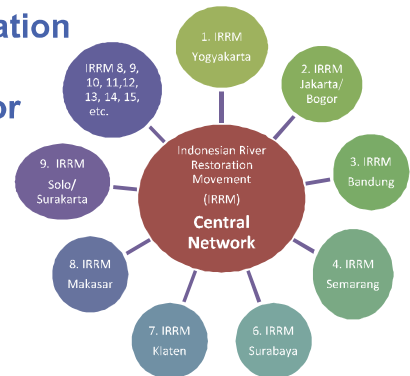 ation
or
1. IRRM
Yogyakarta
2. IRRM
Jakarta/
Bogor
3. IRRM
Bandung
4. IRRM
Semarang
6. IRRM
Surabaya
7. IRRM
Klaten
8. IRRM
Makasar
9. IRRM
Solo/
Surakarta
IRRM 8, 9,
10, 11,12,
13, 14, 15,
etc.
Indonesian River
Restoration
Movement
(IRRM)
Central
Network